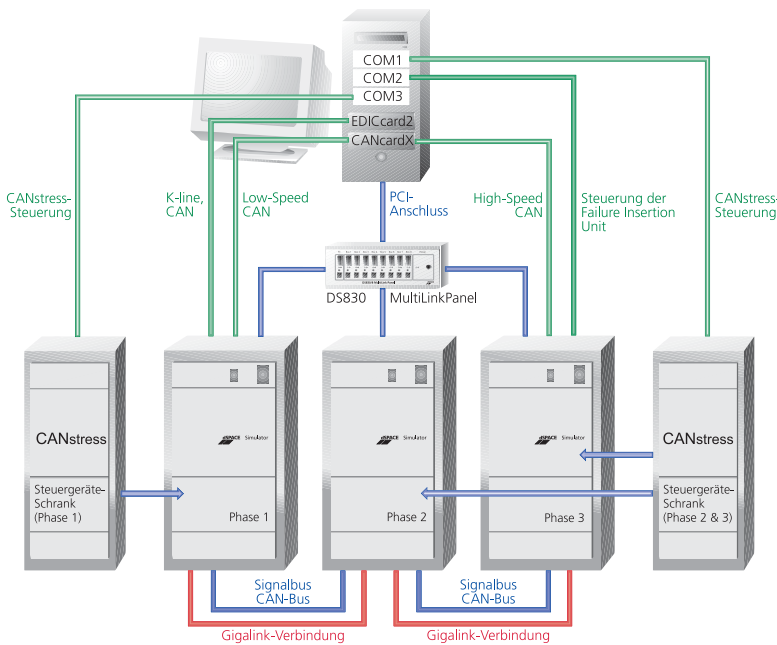 COM1
COM2
COM3
EDICcard2
CANcardX
CANstress-
Steuerung
K-line,
CAN
Low-Speed
CAN
PCI-
Anschluss
High-Speed
CAN
Steuerung der
Failure Insertion
Unit
CANstress-
Steuerung
DS830 MultiLinkPanel
CANstress
Steuergeräte-
Schrank
(Phase 1)
dSPACE Simulator
Phase 1
dSPACE Simulator
Phase 2
dSPACE Simulator
Phase 3
CANstress
Steuergeräte-
Schrank
(Phase 2 & 3)
Signalbus
CAN-Bus
Signalbus
CAN-Bus
Gigalink-Verbindung
Gigalink-Verbindung